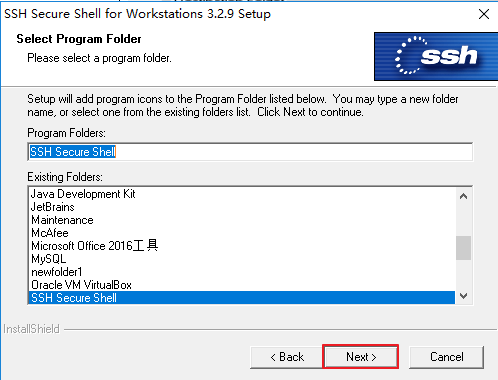 SSH Secure Shell for Workstations 3.2.9 Setup
Select Program Folder
Please select a program folder.
ssh
Setup will add program icons to the Program Folder listed below. You may type a new folder
name, or select one from the existing folders list. Click Next to continue.
Program Folders:
SSH Secure Shell
Existing Folders:
Java Development Kit
JetBrains
Maintenance
McAfee
Microsoft Office 2016工具
MySQL
newfolder1
Oracle VM VirtualBox
SSH Secure Shell
InstallShield
< Back
Next >
Cancel